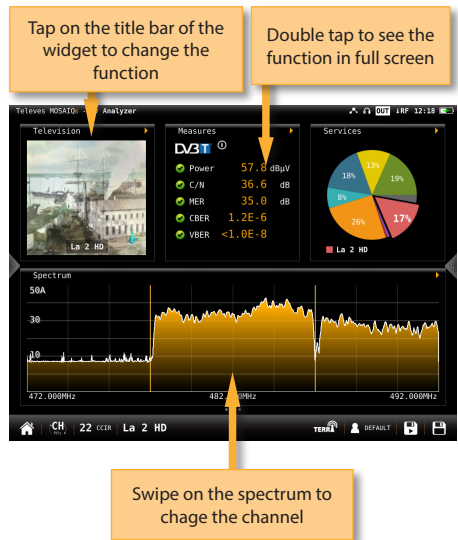 Tap on the title bar of the
widget to change the
function
Double tap to see the
function in full screen
Televes MOSAIQ6
Analyzer
OUT ↓RF 12:18
Television
La 2 HD
Measures
DVB T
Power 57.8 dBµV
C/N 36.6 dB
MER 35.0 dB
CBER 1.2E-6
VBER <1.0E-8
Services
13%
19%
18%
8%
26%
17%
La 2 HD
Spectrum
50A
30
10
472.000MHz
482.
0MHz
492.000MHz
CH
22 CCIR
La 2 HD
TERR
DEFAULT
Swipe on the spectrum to
chage the channel